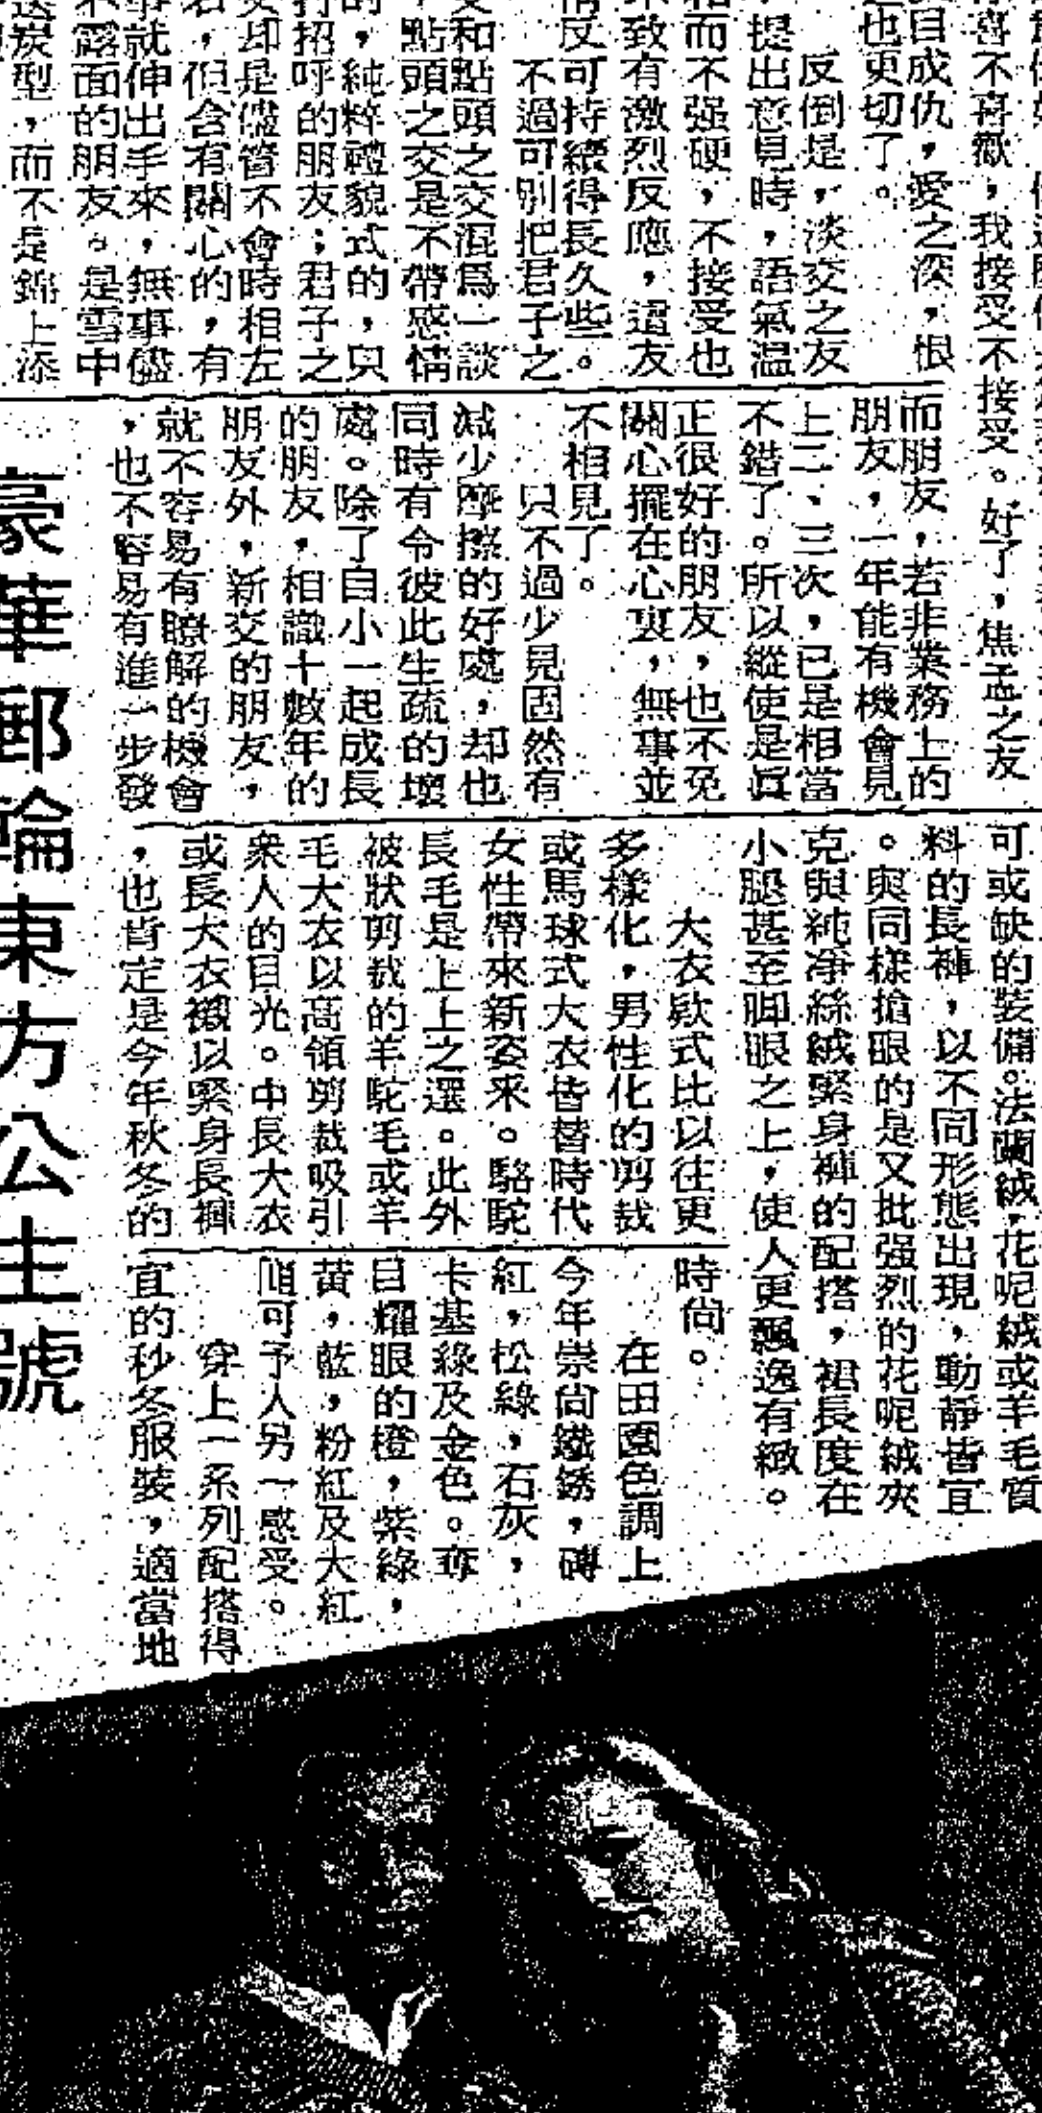 喜不喜歡，我接受不接受。好了，焦孟之友
目成仇，愛之深，恨
也更切了。
反倒是，淡交之友
提出意見時，語氣温
和而不强硬，不接受也
不致有激烈反應，這友
情反可持續得長久些。
不過可別把君子之
交和點頭之交混爲一談
，點頭之交是不帶感情
的，純粹禮貌式的，只
打招呼的朋友；君子之
交却是儘管不會時相左
右，但含有關心的，有
事就伸出手來，無事儘
不露面的朋友。是雪中
送炭型，而不是錦上添
而朋友，若非業務上的
朋友，一年能有機會見
上二、三次，已是相當
不錯了。所以縱使是眞
正很好的朋友，也不免
關心擺在心裏，無事並
不相見了。
只不過少見固然有
減少摩擦的好處，却也
同時有令彼此生疏的壞
處。除了自小一起成長
的朋友，相識十數年的
朋友外，新交的朋友，
就不容易有瞭解的機會
，也不容易有進一步發
可或缺的裝備。法蘭絨，花呢絨或羊毛質
料的長褲，以不同形態出現，動靜皆宜
。與同樣搶眼的是又批强烈的花呢絨夾
克與純凈絲絨緊身褲的配搭，裙長度在
小腿甚至脚眼之上，使人更飄逸有緻。
大衣欵式比以往更
多樣化，男性化的剪裁
或馬球式大衣皆替時代
女性帶來新姿来。駱駝
長毛是上上之選。此外
被狀剪裁的羊駝毛或羊
毛大衣以高領剪裁吸引
衆人的目光。中長大衣
或長大衣襯以緊身長褲
，也肯定是今年秋冬的
時尚。
在田園色調上
今年崇尚鐵銹，磚
紅，松綠，石灰，
卡基綠及金色。奪
目耀眼的橙，紫綠，
黃，藍，粉紅及大紅
則可予人另一感受。
穿上一系列配搭得
宜的秒冬服裝，適當地
豪華郵輪東方公主號